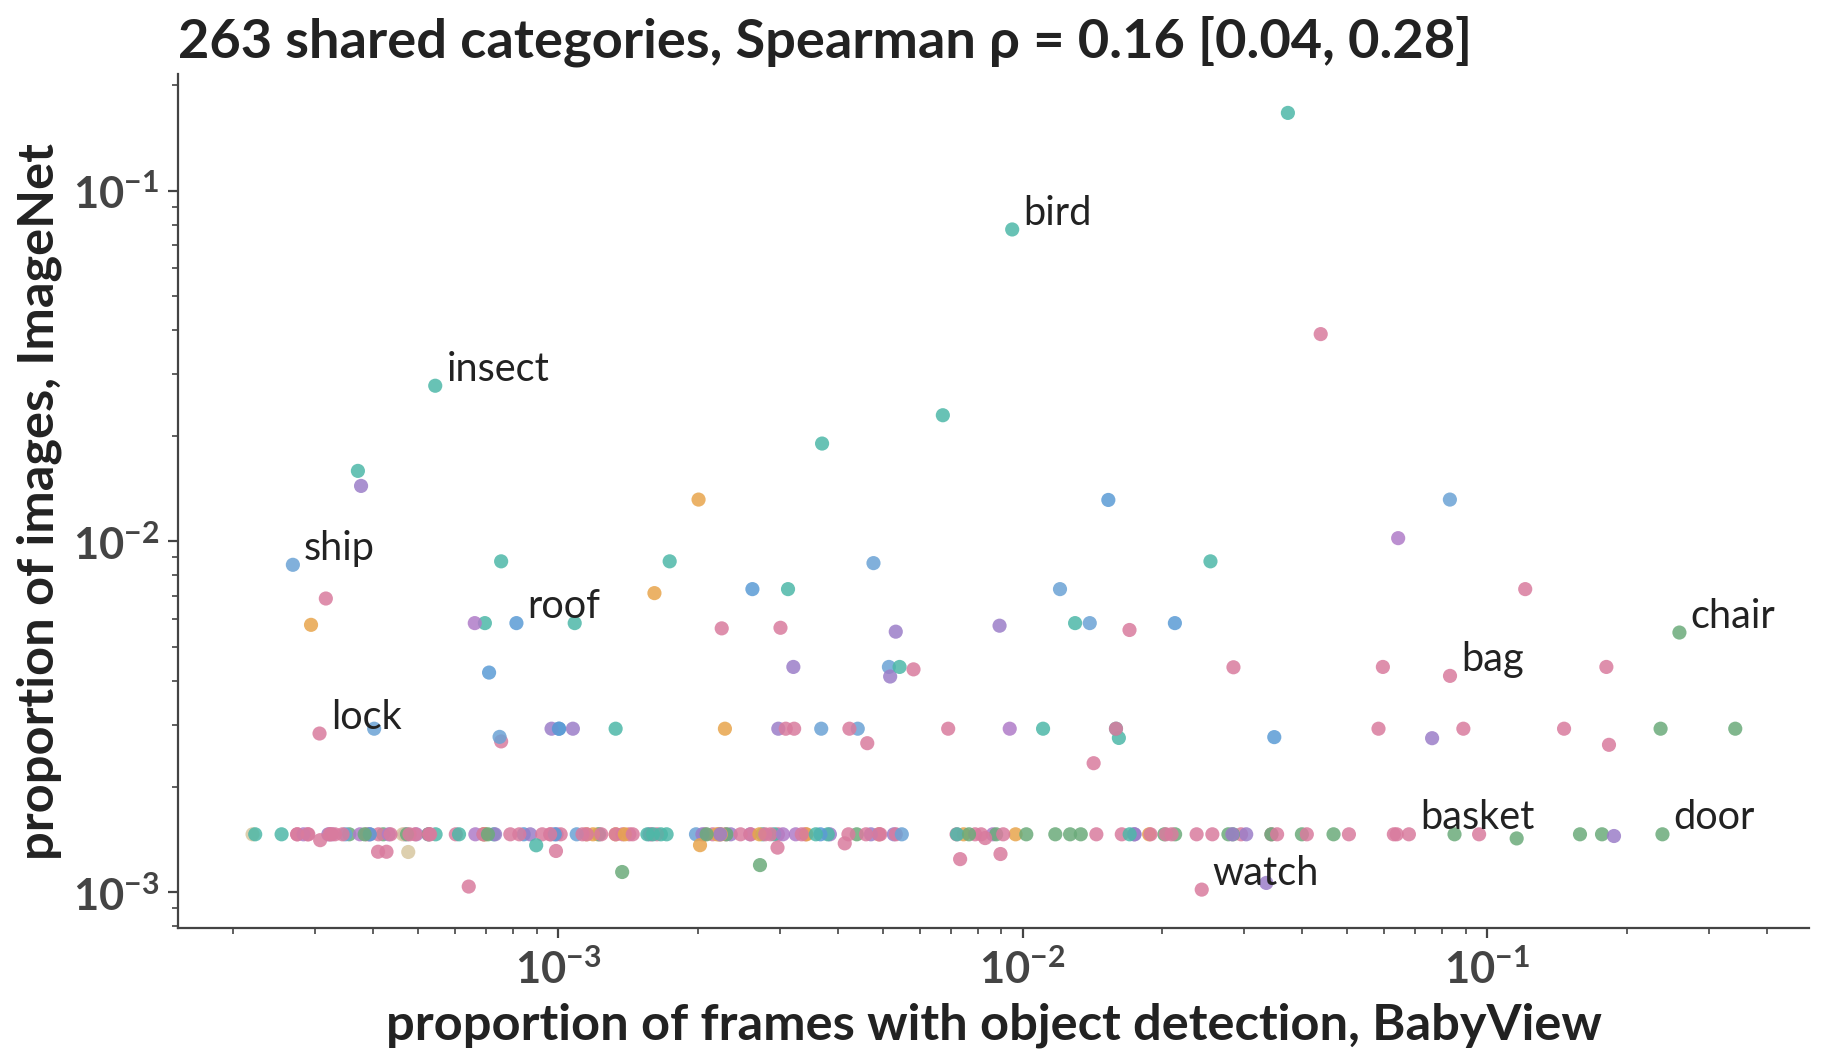 263 shared categories, Spearman ρ = 0.16 [0.04, 0.28]
proportion of images, ImageNet
10⁻¹
10⁻²
10⁻³
bird
insect
ship
roof
chair
bag
lock
basket
door
watch
10⁻³
10⁻²
10⁻¹
proportion of frames with object detection, BabyView